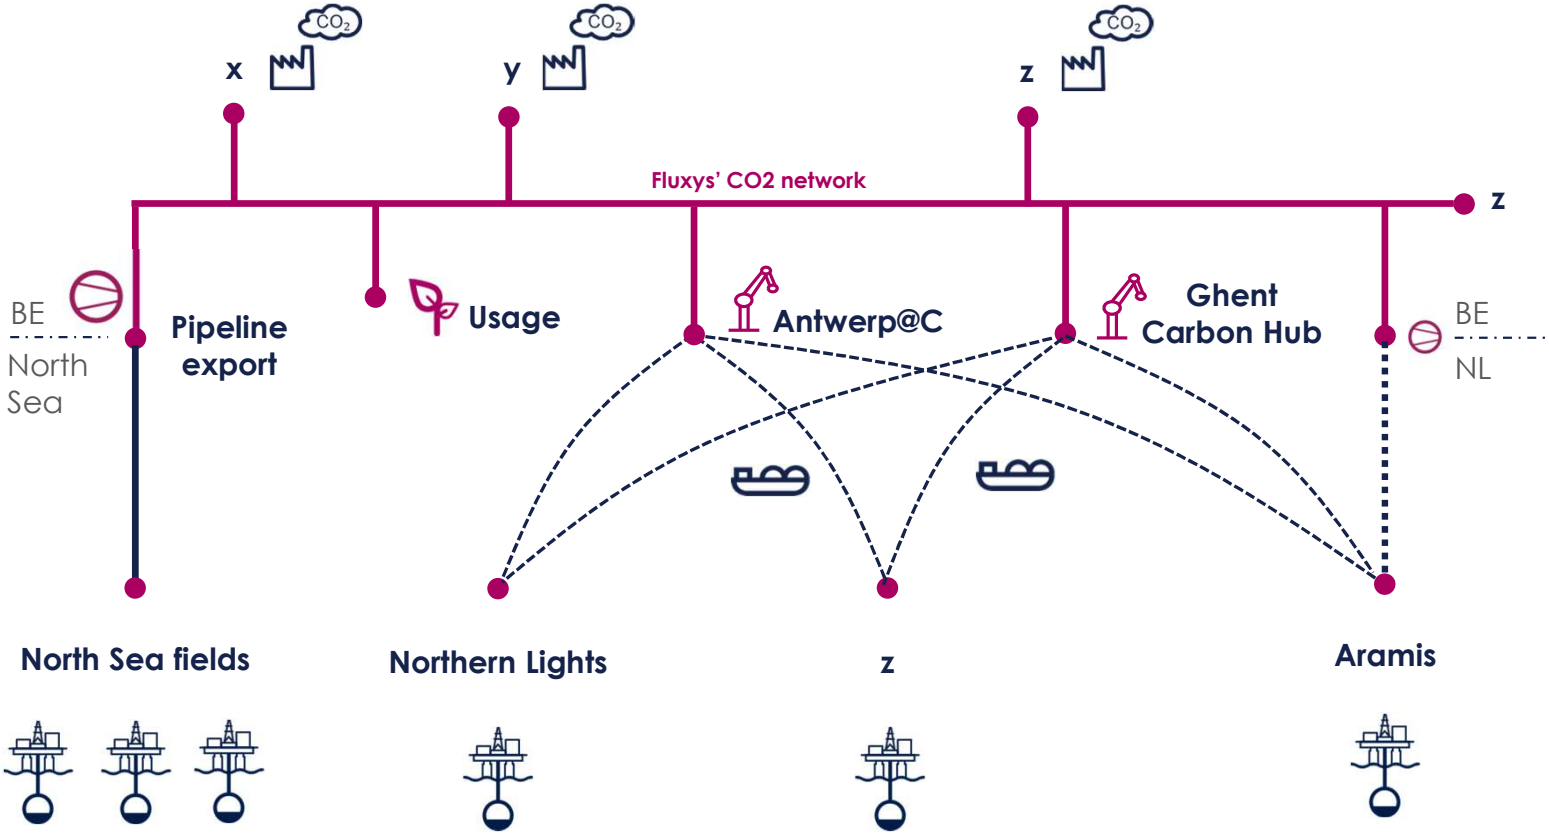 CO2
CO2
CO2
x
y
z
Fluxys’ CO2 network
z
BE
North
Sea
Pipeline
export
Usage
Antwerp@C
Ghent
Carbon Hub
BE
NL
North Sea fields
Northern Lights
z
Aramis